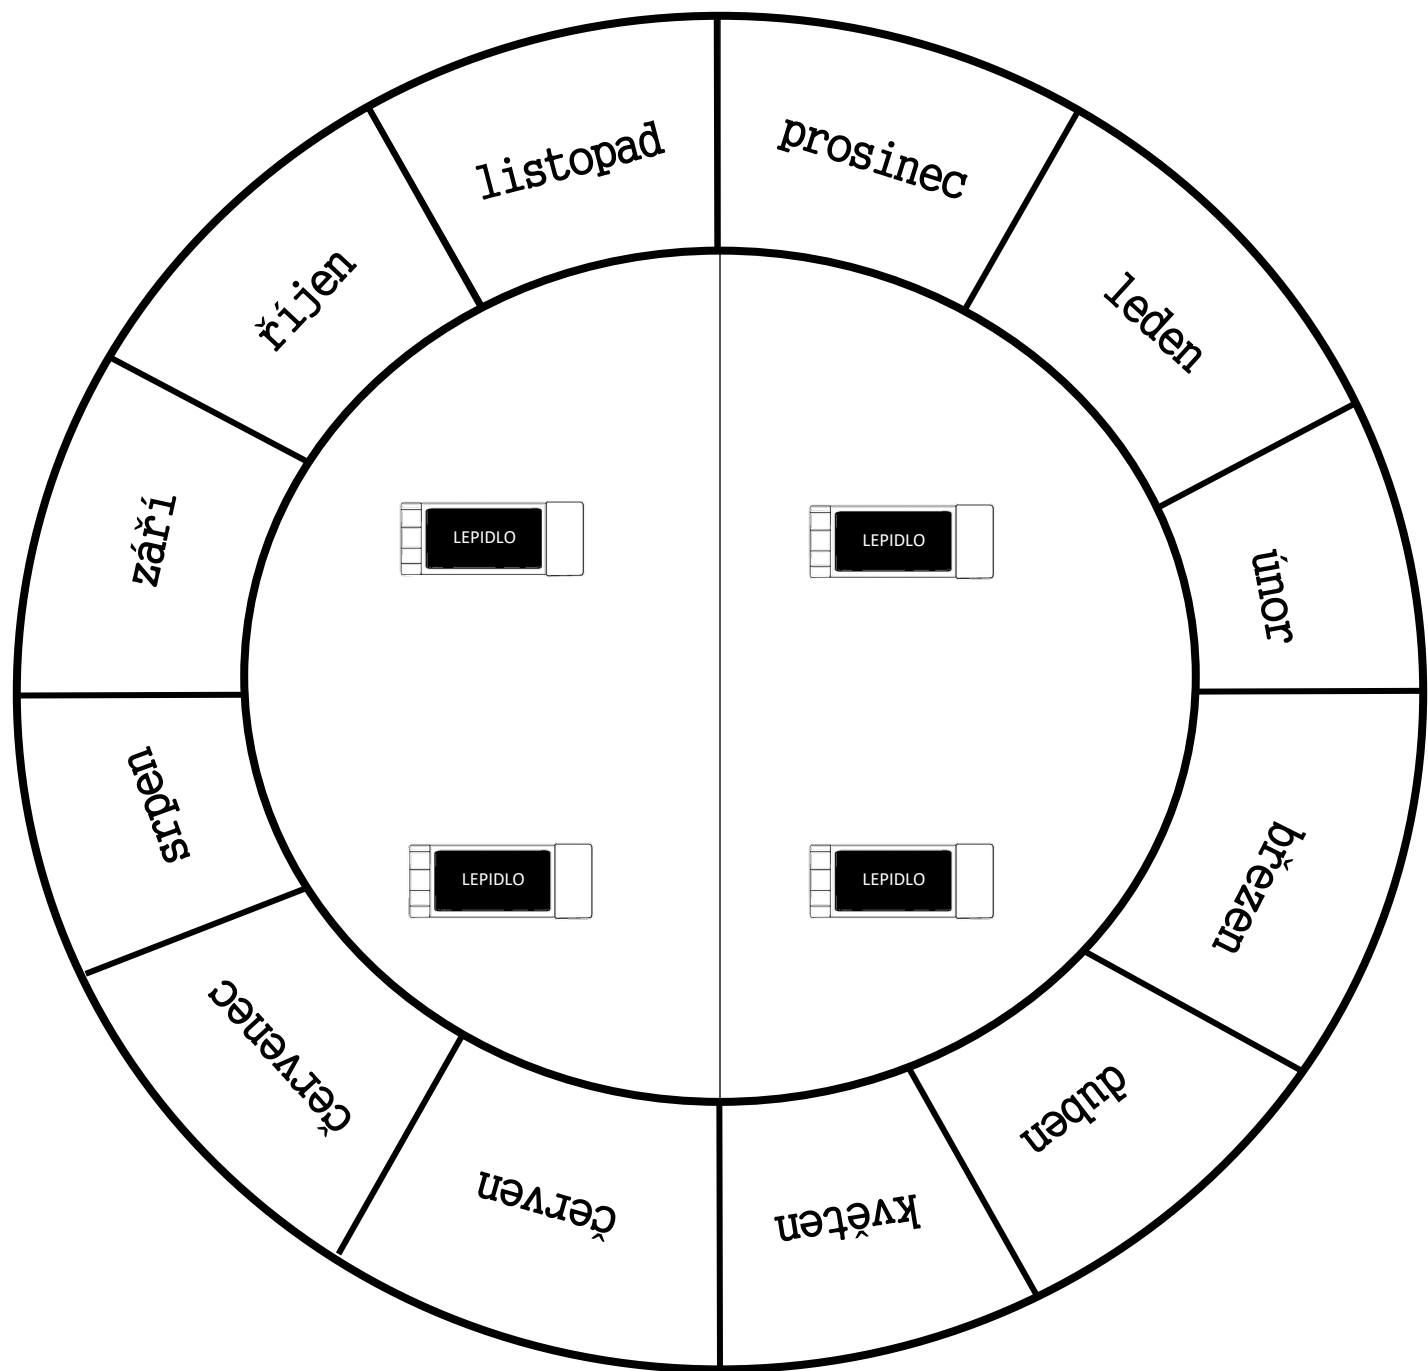 prosinec
leden
únor
březen
duben
květen
červen
červenec
srpen
září
říjen
listopad
LEPIDLO
LEPIDLO
LEPIDLO
LEPIDLO